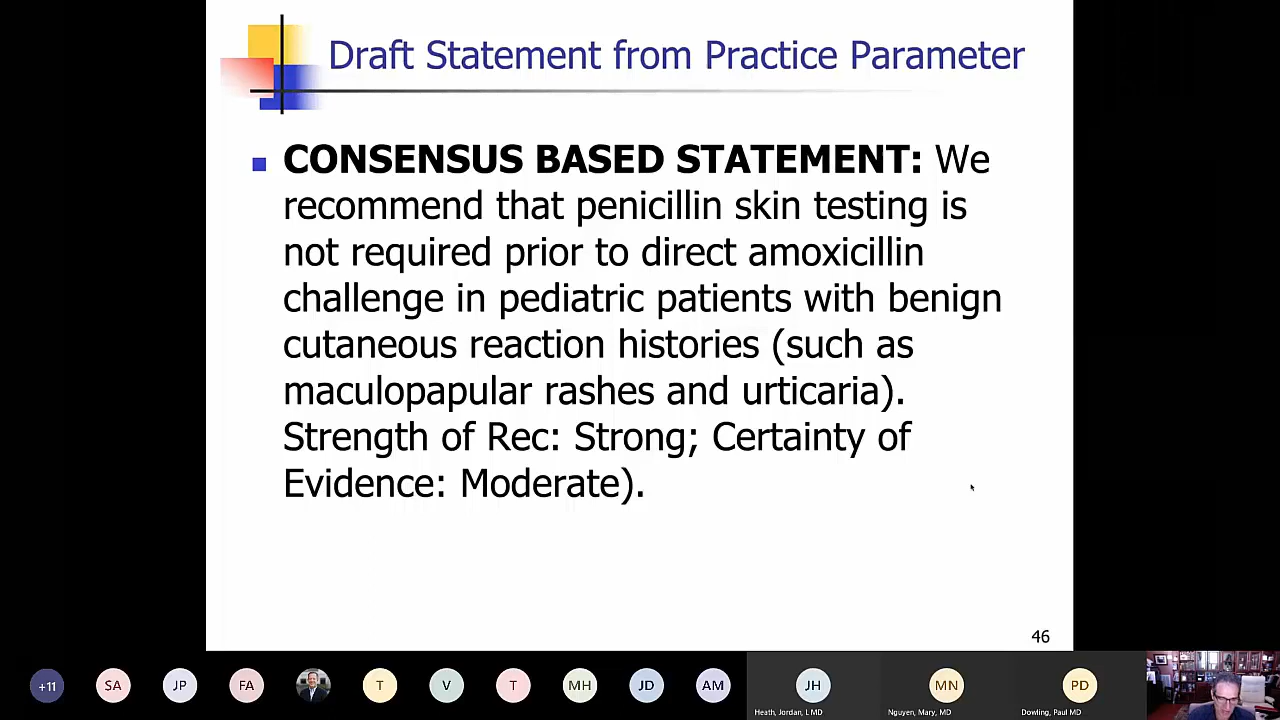 Draft Statement from Practice Parameter
CONSENSUS BASED STATEMENT: We
recommend that penicillin skin testing is
not required prior to direct amoxicillin
challenge in pediatric patients with benign
cutaneous reaction histories (such as
maculopapular rashes and urticaria).
Strength of Rec: Strong; Certainty of
Evidence: Moderate).
46
+11
SA
JP
FA
T
V
T
MH
JD
AM
JH
MN
PD
Heath, Jordan, L MD
Nguyen, Mary, MD
Dowling, Paul MD